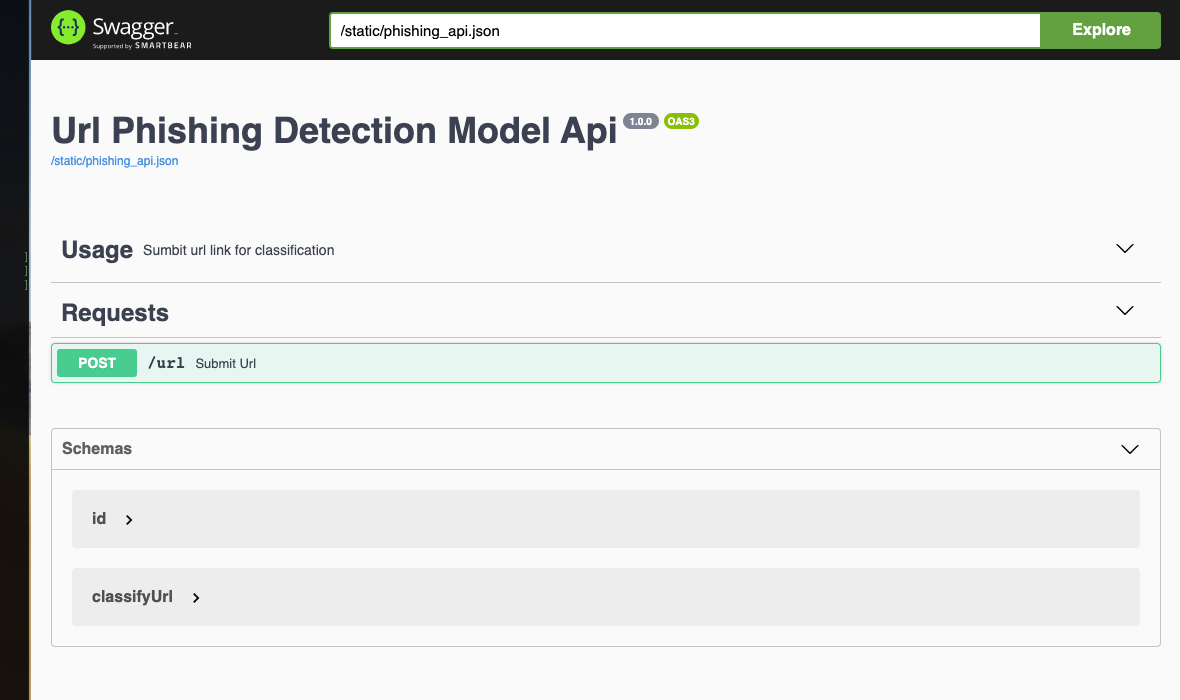 {···} Swagger
Supported by SMARTBEAR
/static/phishing_api.json
Explore
Url Phishing Detection Model Api 1.0.0 OAS3
/static/phishing_api.json
Usage Sumbit url link for classification
Requests
POST /url Submit Url
Schemas
id
classifyUrl